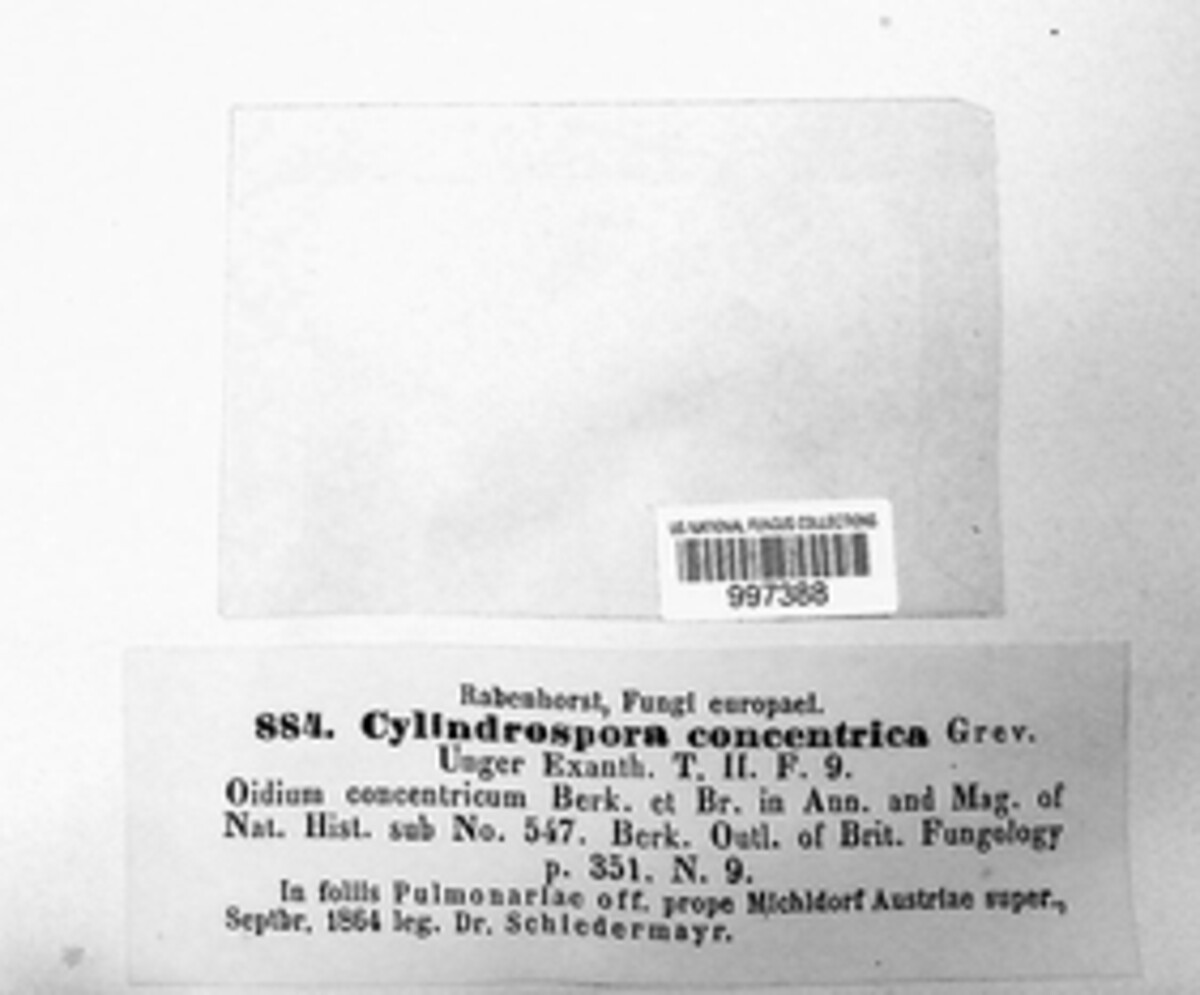 US NATIONAL FUNGUS COLLECTIONS
997388
Rabenhorst, Fungi europaei.
884. Cylindrospora concentrica Grev.
Unger Exanth. T. II. F. 9.
Oidium concentricum Berk. et Br. in Ann. and Mag. of
Nat. Hist. sub No. 547. Berk. Outl. of Brit. Fungology
p. 351. N. 9.
In foliis Pulmonariae off. prope Michldorf Austriae super.,
Septbr. 1864 leg. Dr. Schiedermayr.